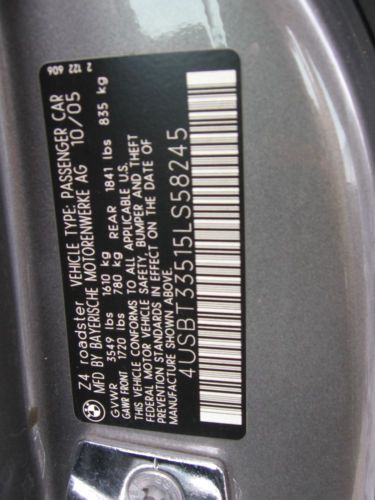 2 122 606
Z4 roadster VEHICLE TYPE: PASSENGER CAR
MFD BY BAYERISCHE MOTORENWERKE AG 10/05
GVWR 3549 lbs 1610 kg REAR 1841 lbs 835 kg
GAWR FRONT 1720 lbs 780 kg
THIS VEHICLE CONFORMS TO ALL APPLICABLE U.S.
FEDERAL MOTOR VEHICLE SAFETY, BUMPER AND THEFT
PREVENTION STANDARDS IN EFFECT ON THE DATE OF
MANUFACTURE SHOWN ABOVE.
4USBT33515LS58245